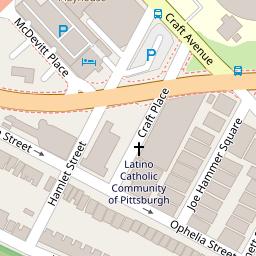 Playhouse
McDevitt Place
P
P
Craft Avenue
Craft Place
Street
Hamlet Street
Latino
Catholic
Community
of Pittsburgh
Joe Hammer Square
Ophelia Street